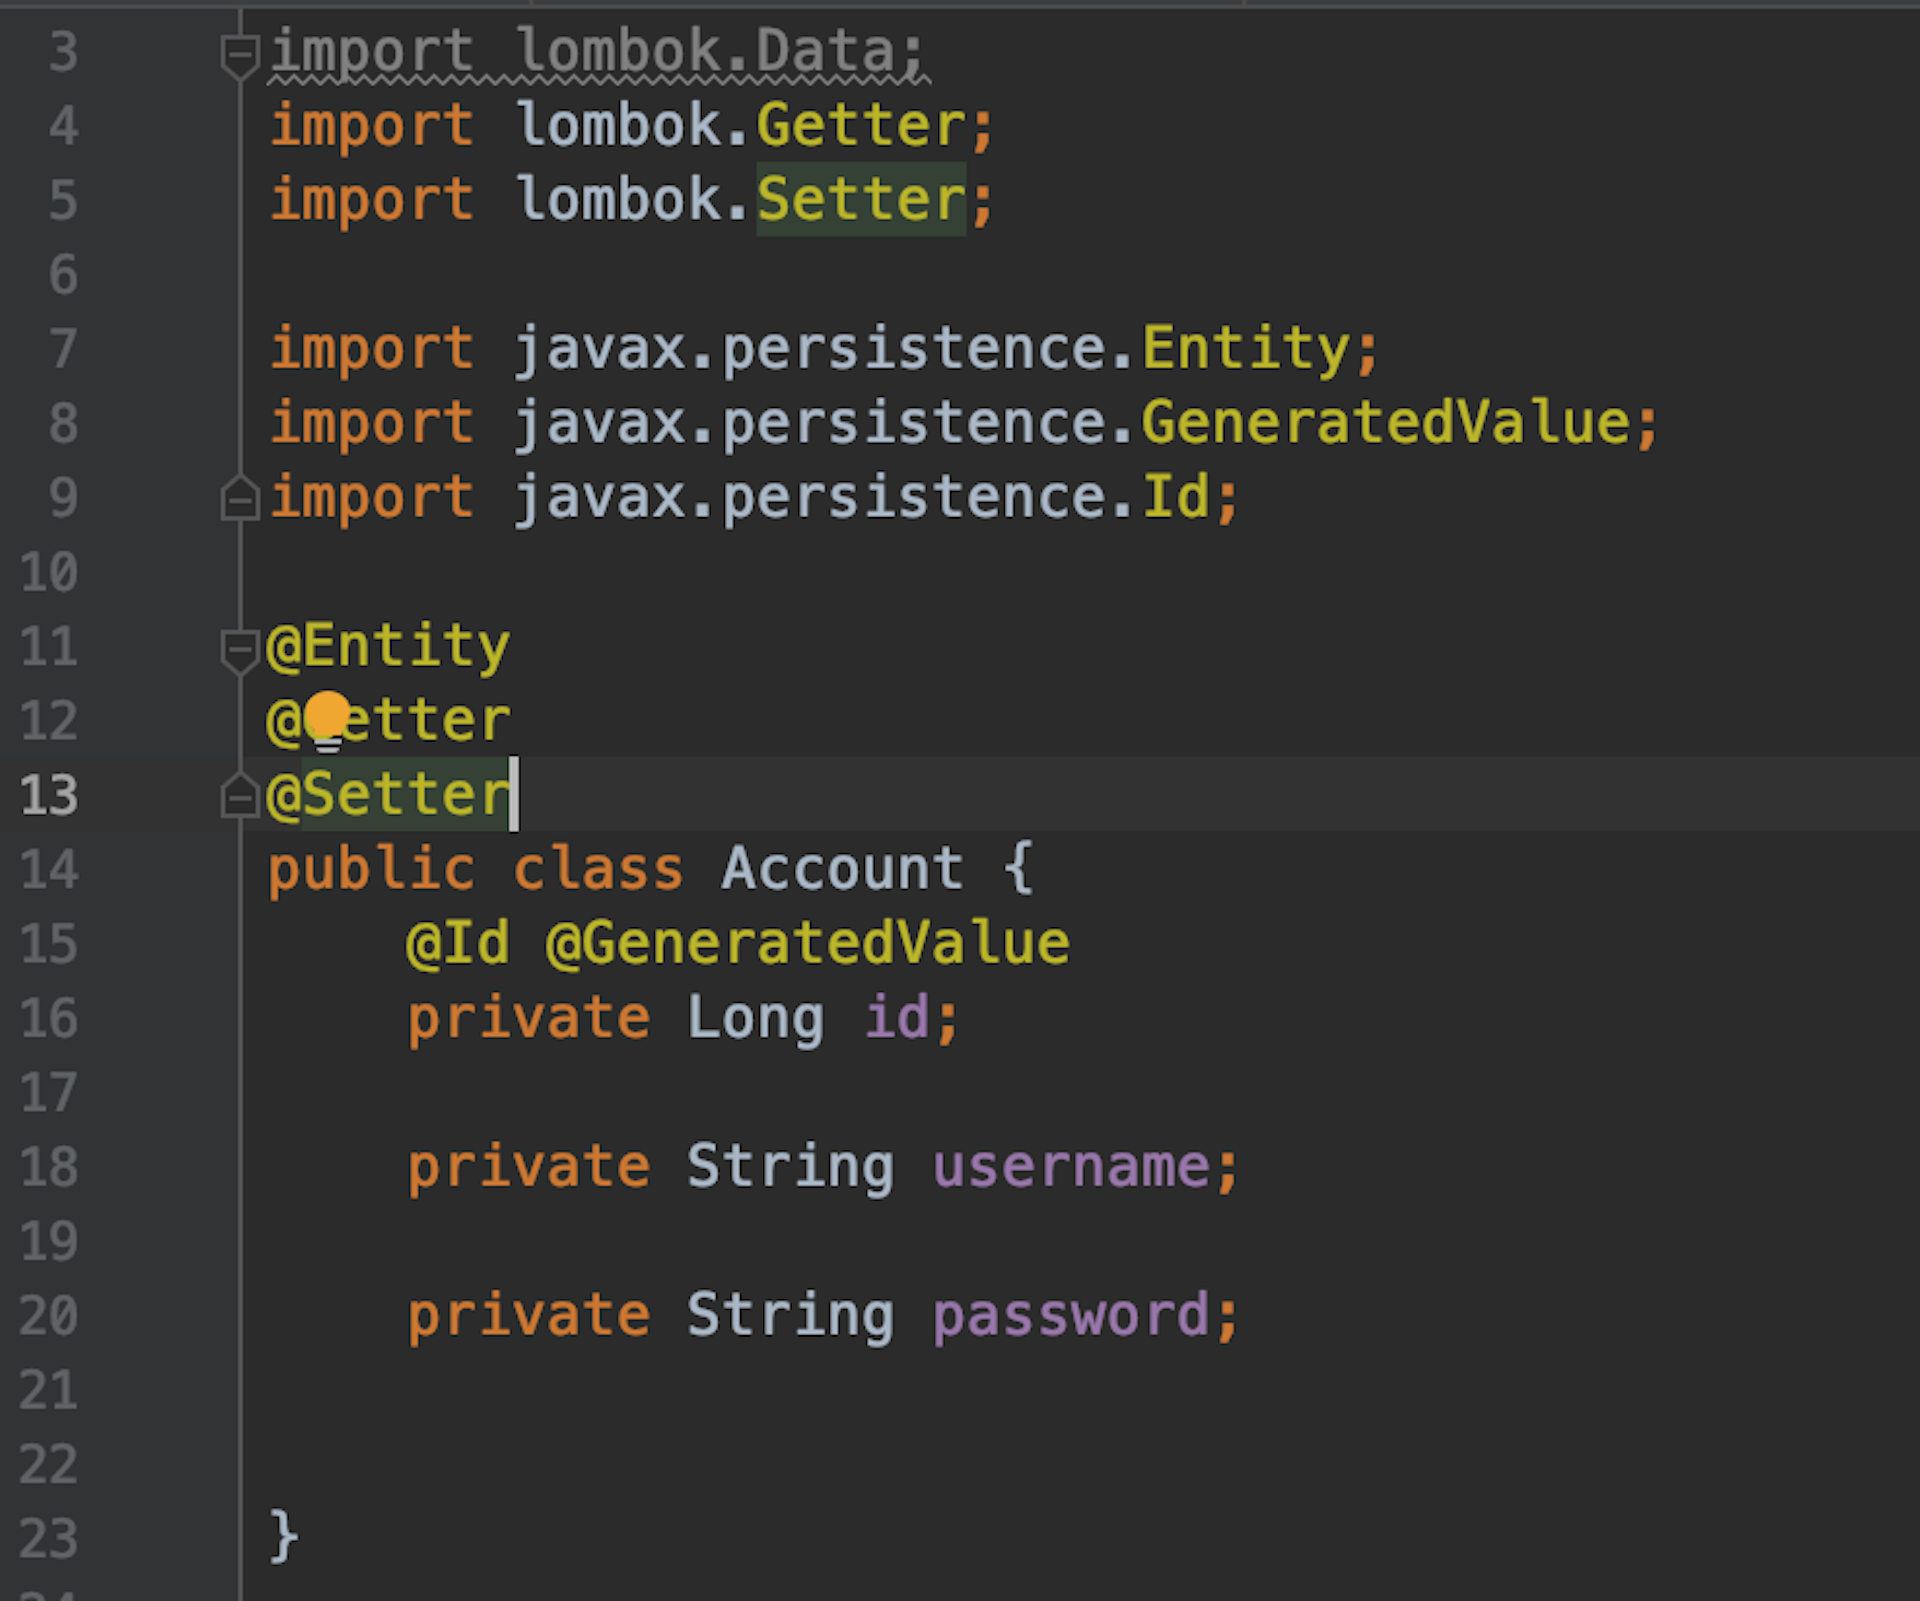 3 import lombok.Data;
4 import lombok.Getter;
5 import lombok.Setter;
6
7 import javax.persistence.Entity;
8 import javax.persistence.GeneratedValue;
9 import javax.persistence.Id;
10
11 @Entity
12 @Getter
13 @Setter
14 public class Account {
15 @Id @GeneratedValue
16 private Long id;
17
18 private String username;
19
20 private String password;
21
22
23 }